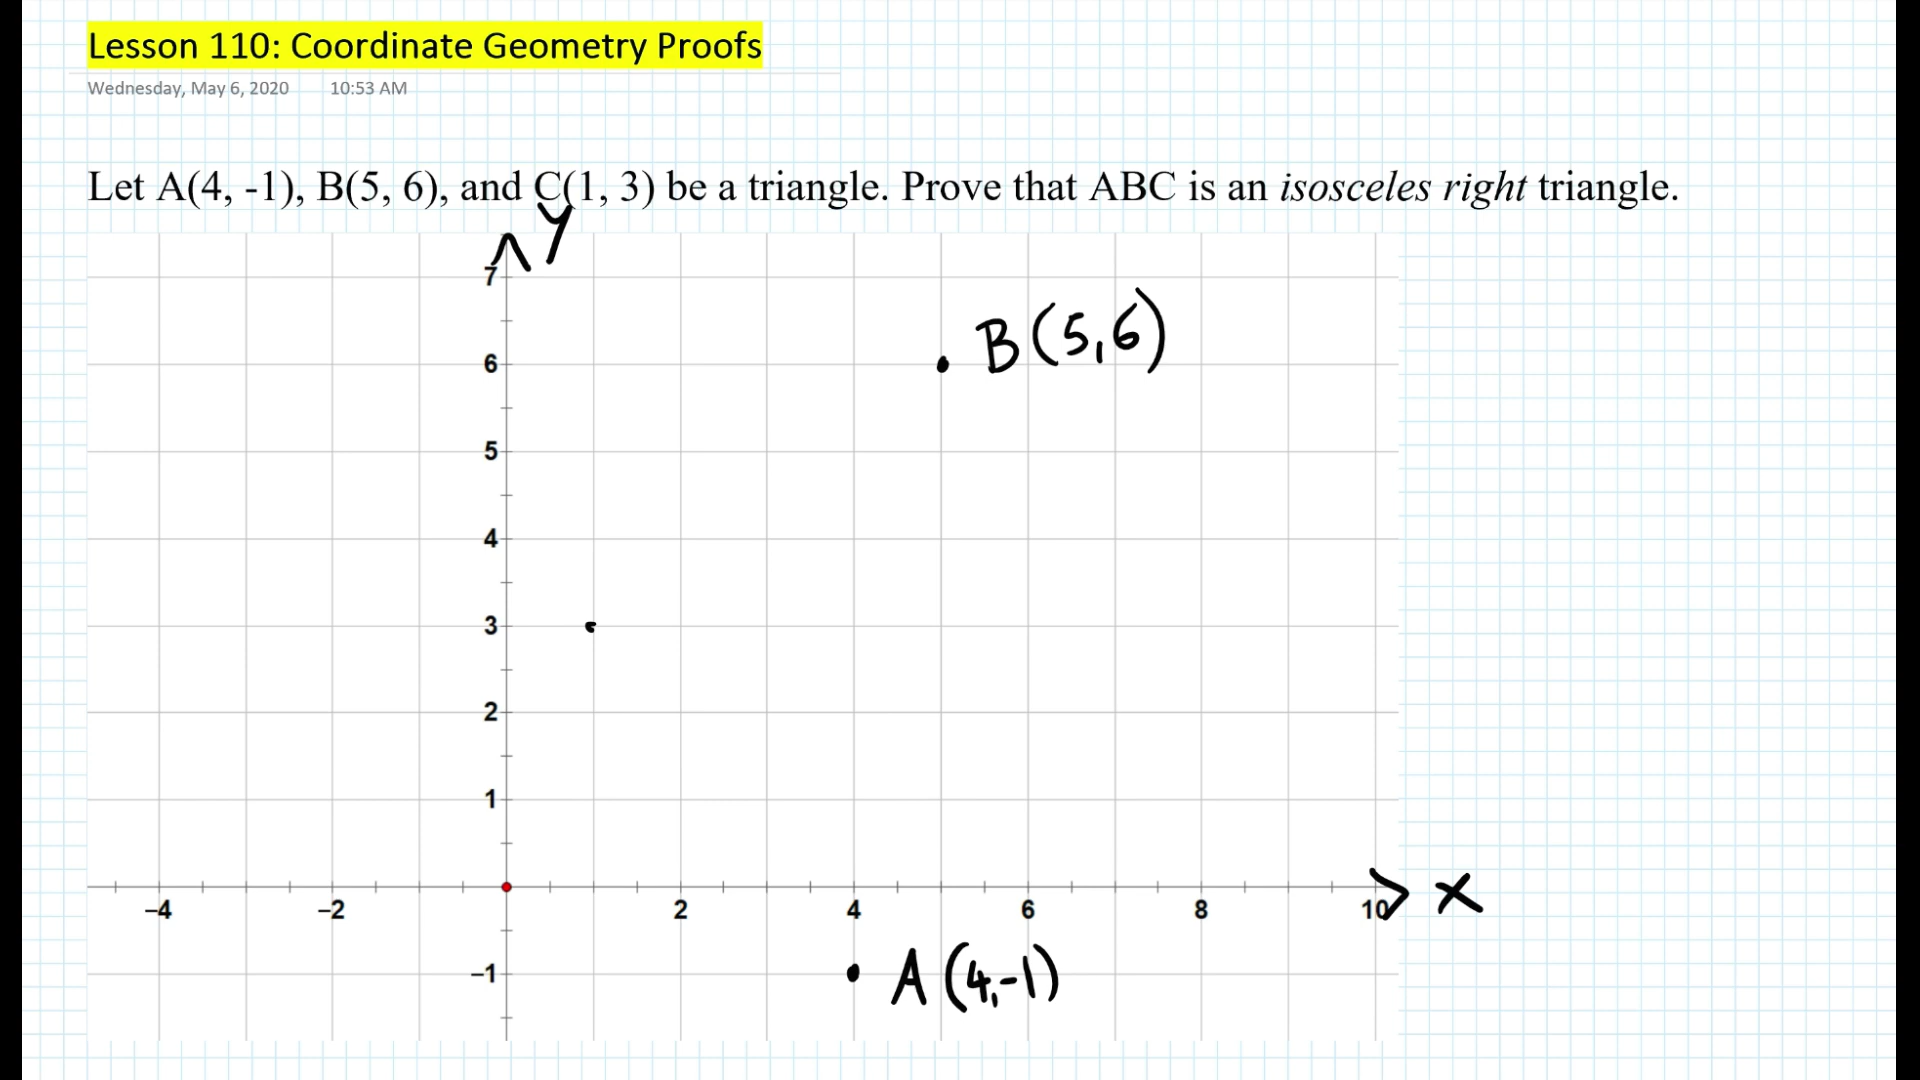 Lesson 110: Coordinate Geometry Proofs
Wednesday, May 6, 2020 10:53 AM
Let A(4, -1), B(5, 6), and C(1, 3) be a triangle. Prove that ABC is an isosceles right triangle.
y
7
B(5,6)
6
5
4
3
2
1
–4 –2 2 4 6 8 10 x
–1 A(4,-1)